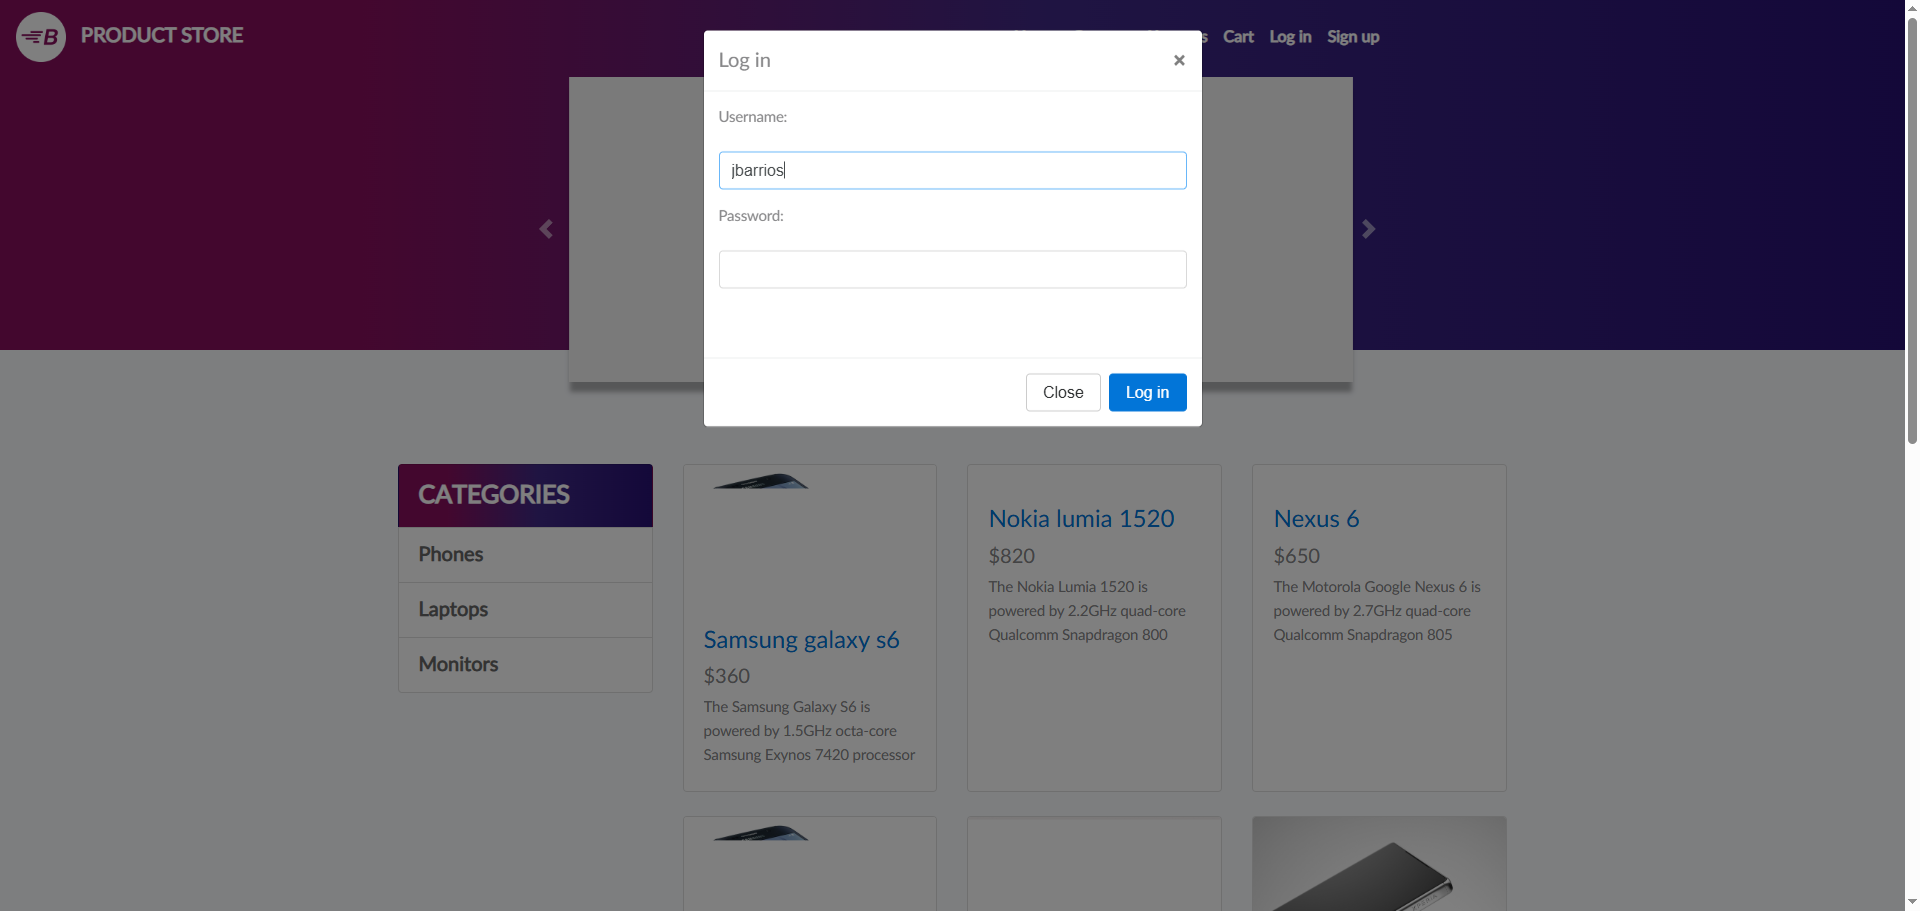 B PRODUCT STORE
s Cart Log in Sign up
Log in ×
Username:
jbarrios
Password:
Close Log in
CATEGORIES
Phones
Laptops
Monitors
Samsung galaxy s6
$360
The Samsung Galaxy S6 is
powered by 1.5GHz octa-core
Samsung Exynos 7420 processor
Nokia lumia 1520
$820
The Nokia Lumia 1520 is
powered by 2.2GHz quad-core
Qualcomm Snapdragon 800
Nexus 6
$650
The Motorola Google Nexus 6 is
powered by 2.7GHz quad-core
Qualcomm Snapdragon 805